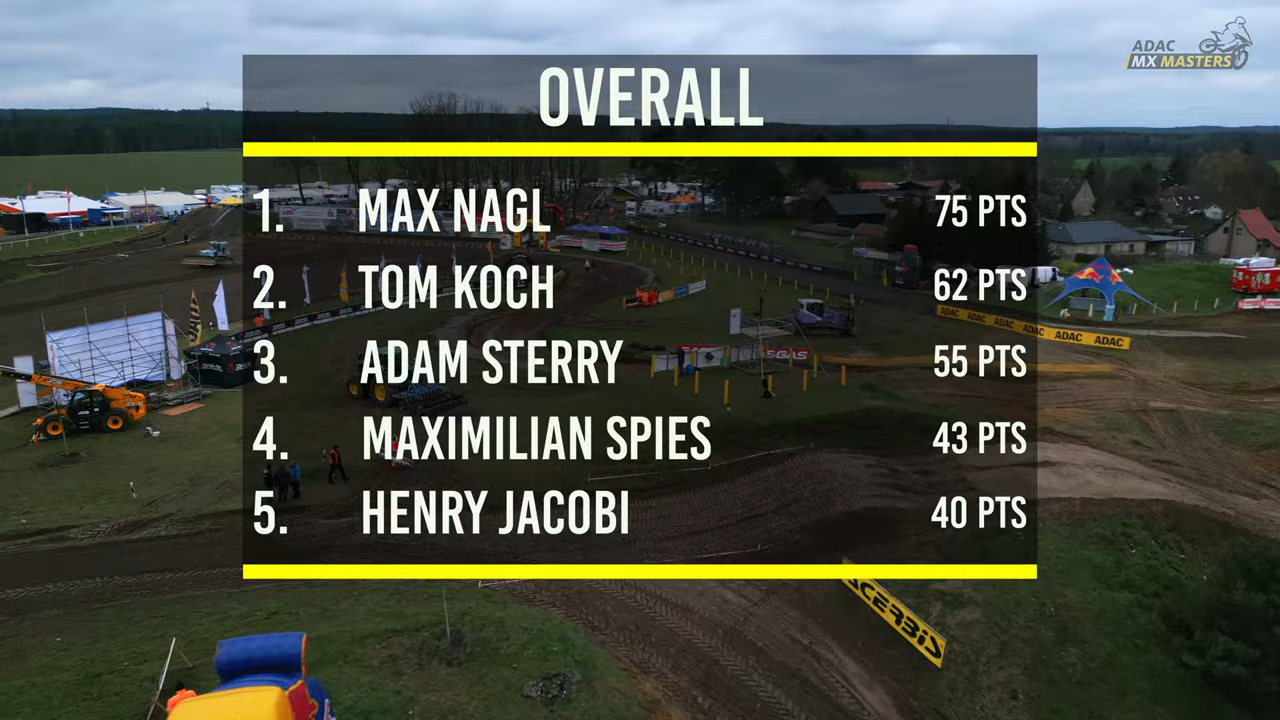 ADAC
MX MASTERS
OVERALL
1. MAX NAGL 75 PTS
2. TOM KOCH 62 PTS
3. ADAM STERRY 55 PTS
4. MAXIMILIAN SPIES 43 PTS
5. HENRY JACOBI 40 PTS
ADAC ADAC ADAC ADAC ADAC
ACERBIS